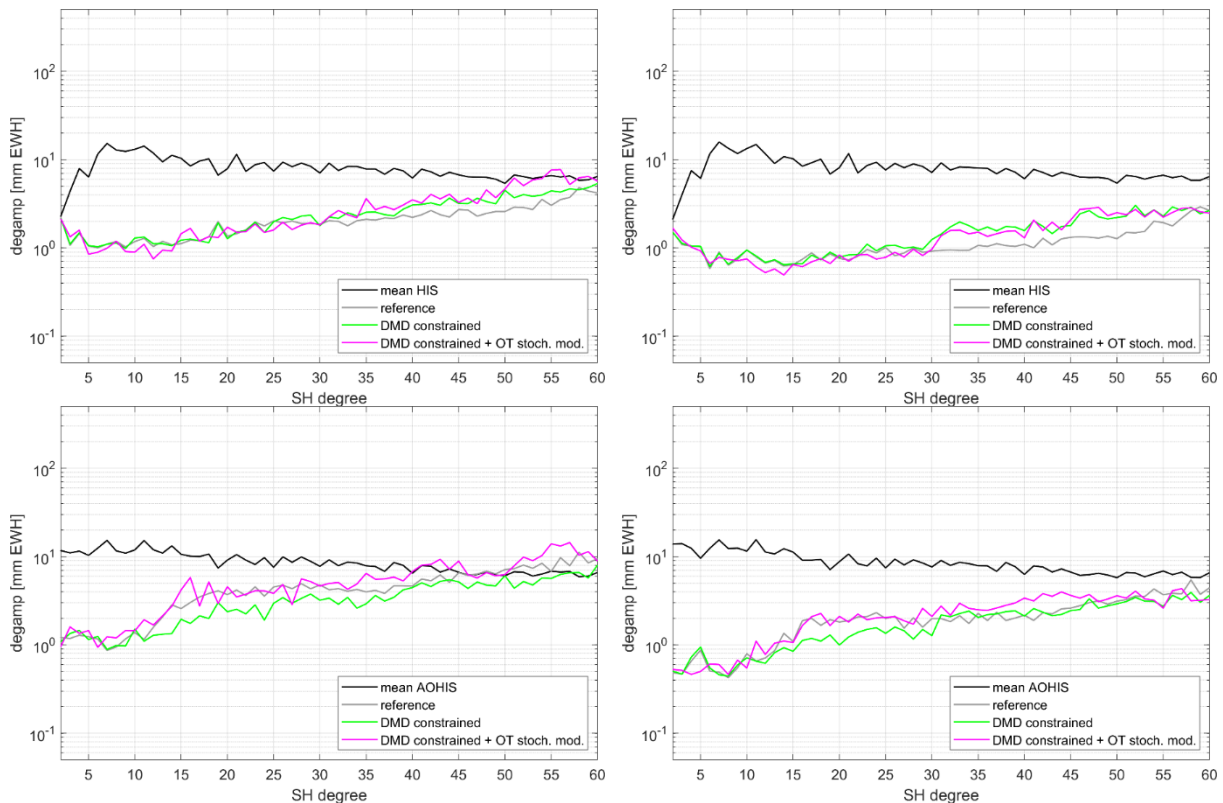 degamp [mm EWH]
10^2
10^1
10^0
10^-1
mean HIS
reference
DMD constrained
DMD constrained + OT stoch. mod.
5 10 15 20 25 30 35 40 45 50 55 60
SH degree
degamp [mm EWH]
10^2
10^1
10^0
10^-1
mean HIS
reference
DMD constrained
DMD constrained + OT stoch. mod.
5 10 15 20 25 30 35 40 45 50 55 60
SH degree
degamp [mm EWH]
10^2
10^1
10^0
10^-1
mean AOHIS
reference
DMD constrained
DMD constrained + OT stoch. mod.
5 10 15 20 25 30 35 40 45 50 55 60
SH degree
degamp [mm EWH]
10^2
10^1
10^0
10^-1
mean AOHIS
reference
DMD constrained
DMD constrained + OT stoch. mod.
5 10 15 20 25 30 35 40 45 50 55 60
SH degree